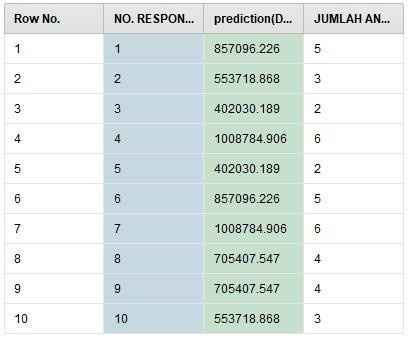 Row No. NO. RESPON... prediction(D... JUMLAH AN...
1 1 857096.226 5
2 2 553718.868 3
3 3 402030.189 2
4 4 1008784.906 6
5 5 402030.189 2
6 6 857096.226 5
7 7 1008784.906 6
8 8 705407.547 4
9 9 705407.547 4
10 10 553718.868 3